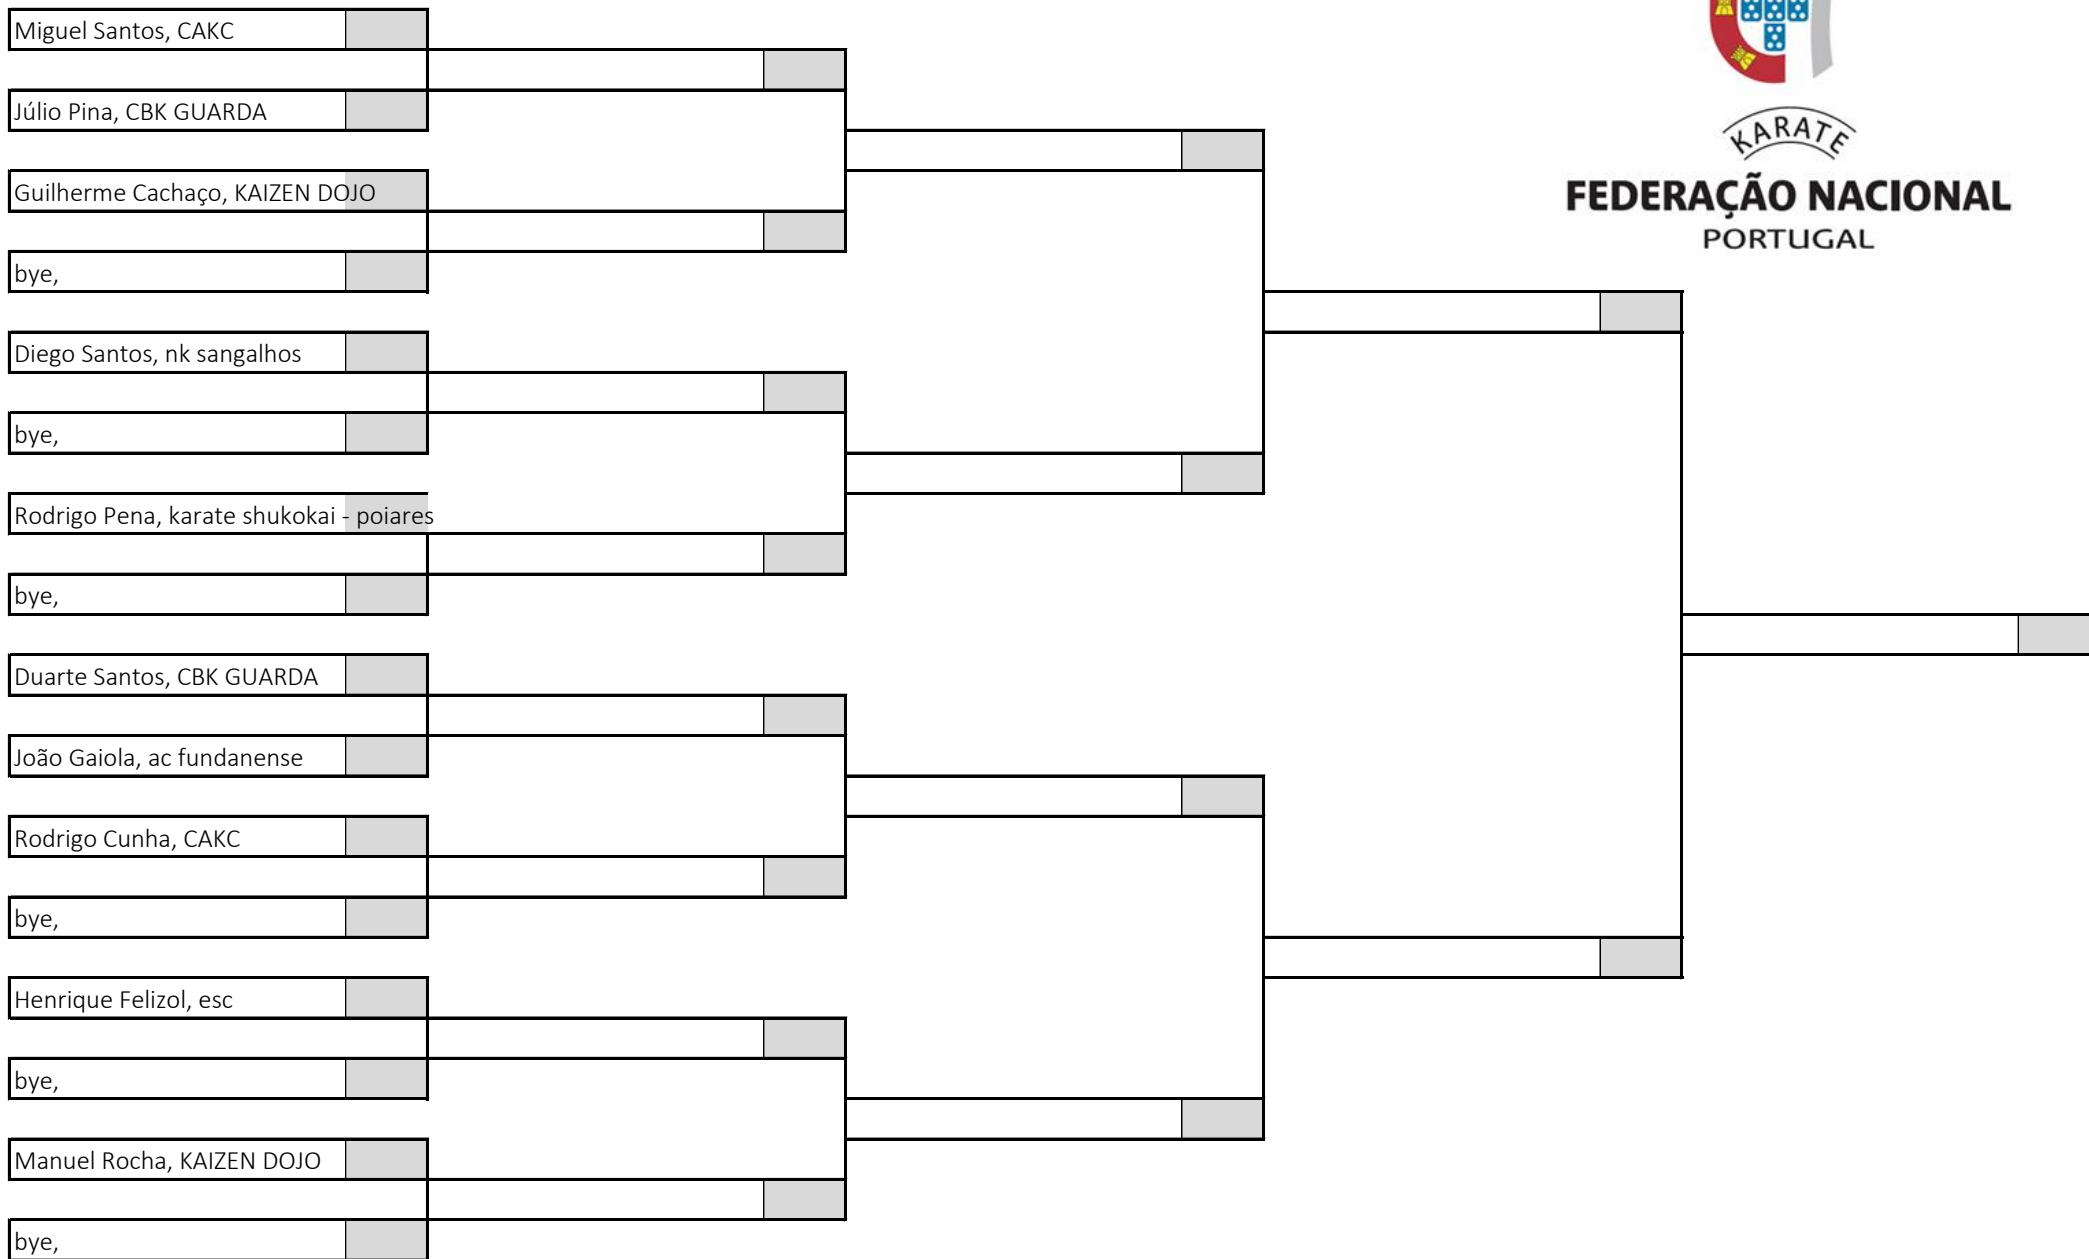 Miguel Santos, CAKC
Júlio Pina, CBK GUARDA
Guilherme Cachaço, KAIZEN DOJO
bye,
Diego Santos, nk sangalhos
bye,
Rodrigo Pena, karate shukokai - poiares
bye,
Duarte Santos, CBK GUARDA
João Gaiola, ac fundanense
Rodrigo Cunha, CAKC
bye,
Henrique Felizol, esc
bye,
Manuel Rocha, KAIZEN DOJO
bye,
KARATE
FEDERAÇÃO NACIONAL
PORTUGAL